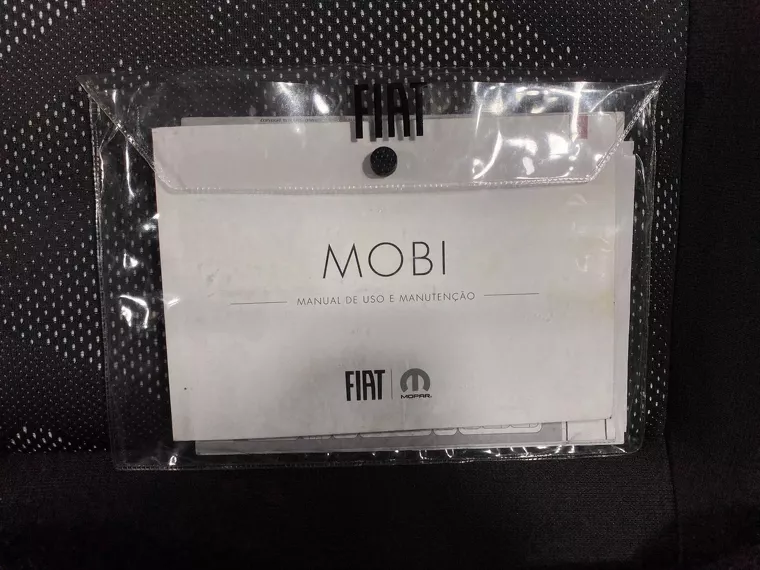 FIAT
MOBI
MANUAL DE USO E MANUTENÇÃO
FIAT
MOPAR